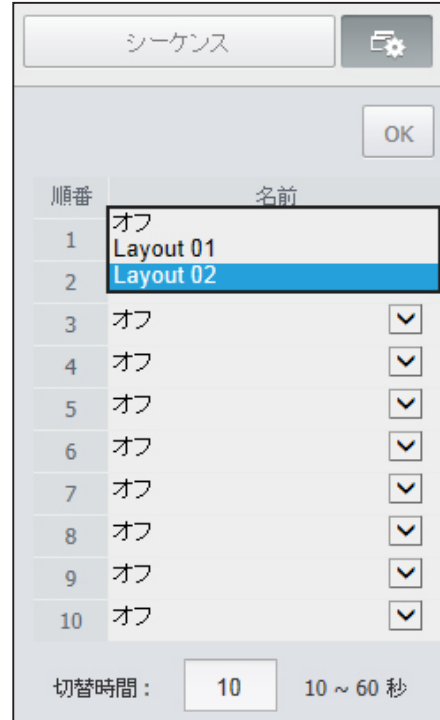 シーケンス
OK
順番 名前
1 オフ
Layout 01
2 Layout 02
3 オフ
4 オフ
5 オフ
6 オフ
7 オフ
8 オフ
9 オフ
10 オフ
切替時間： 10 10 ~ 60 秒